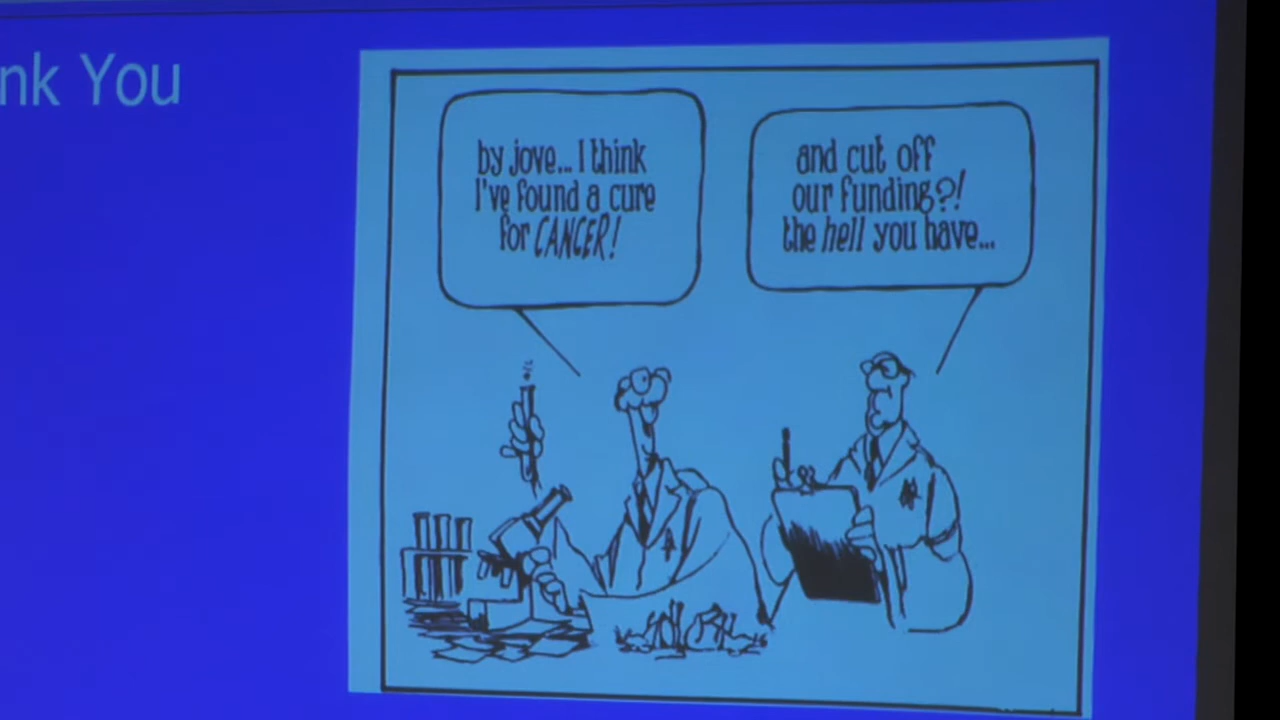 nk You
by jove... I think
I've found a cure
for CANCER!
and cut off
our funding?!
the hell you have...